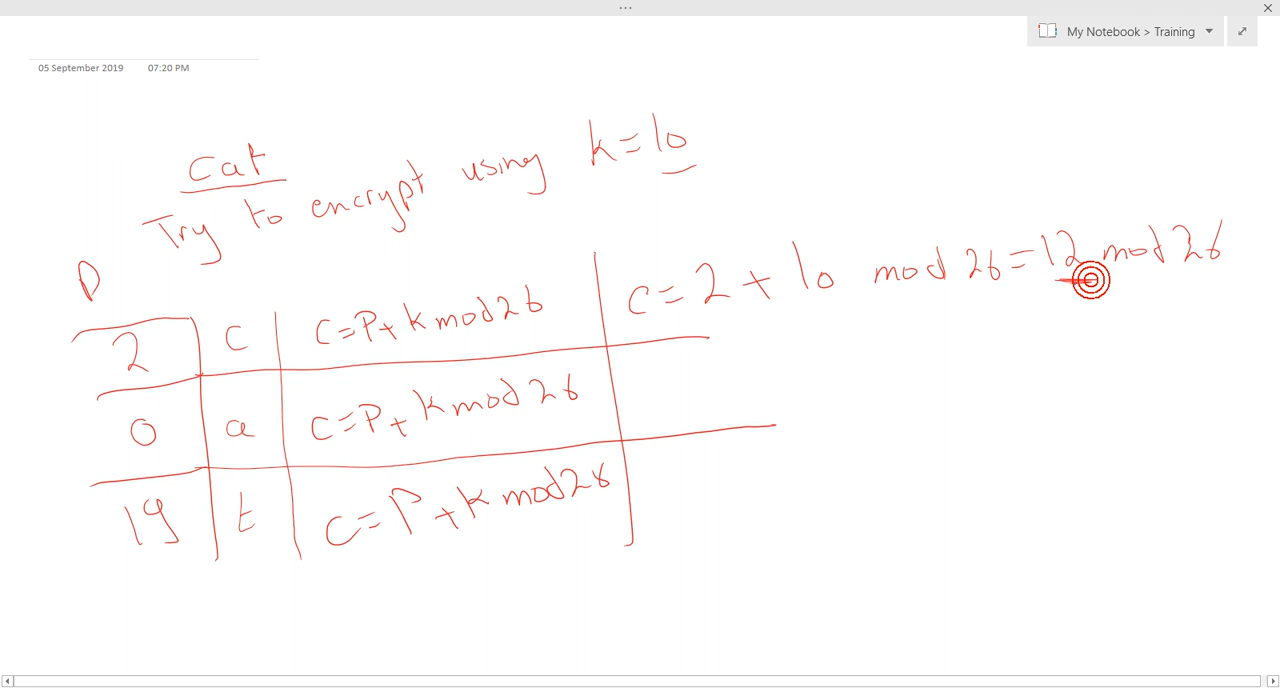 My Notebook > Training
05 September 2019 07:20 PM
Cat
Try to encrypt using k=10
P
2 C C=P+k mod 26 C=2+10 mod 26=12 mod 26
0 a C=P+k mod 26
19 t C=P+k mod 26